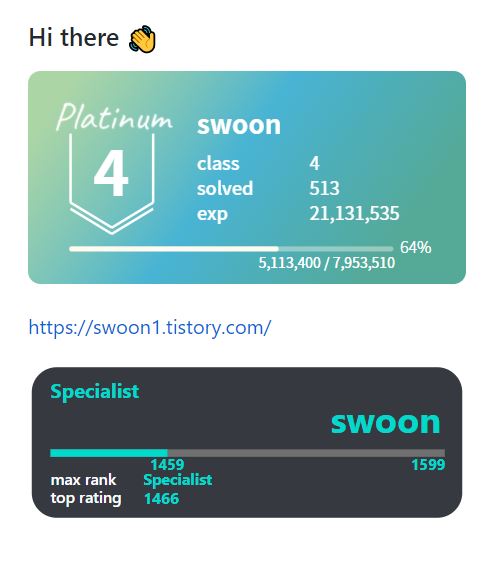 Hi there 👋
Platinum
4
swoon
class 4
solved 513
exp 21,131,535
64%
5,113,400 / 7,953,510
https://swoon1.tistory.com/
Specialist
swoon
1459 1599
max rank Specialist
top rating 1466